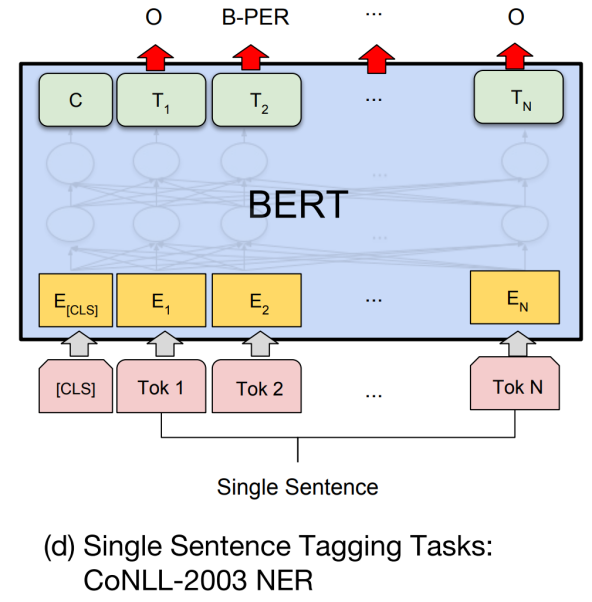 O B-PER ... O
C T1 T2 ... TN
...
BERT
...
E[CLS] E1 E2 ... EN
[CLS] Tok 1 Tok 2 ... Tok N
Single Sentence
(d) Single Sentence Tagging Tasks:
CoNLL-2003 NER